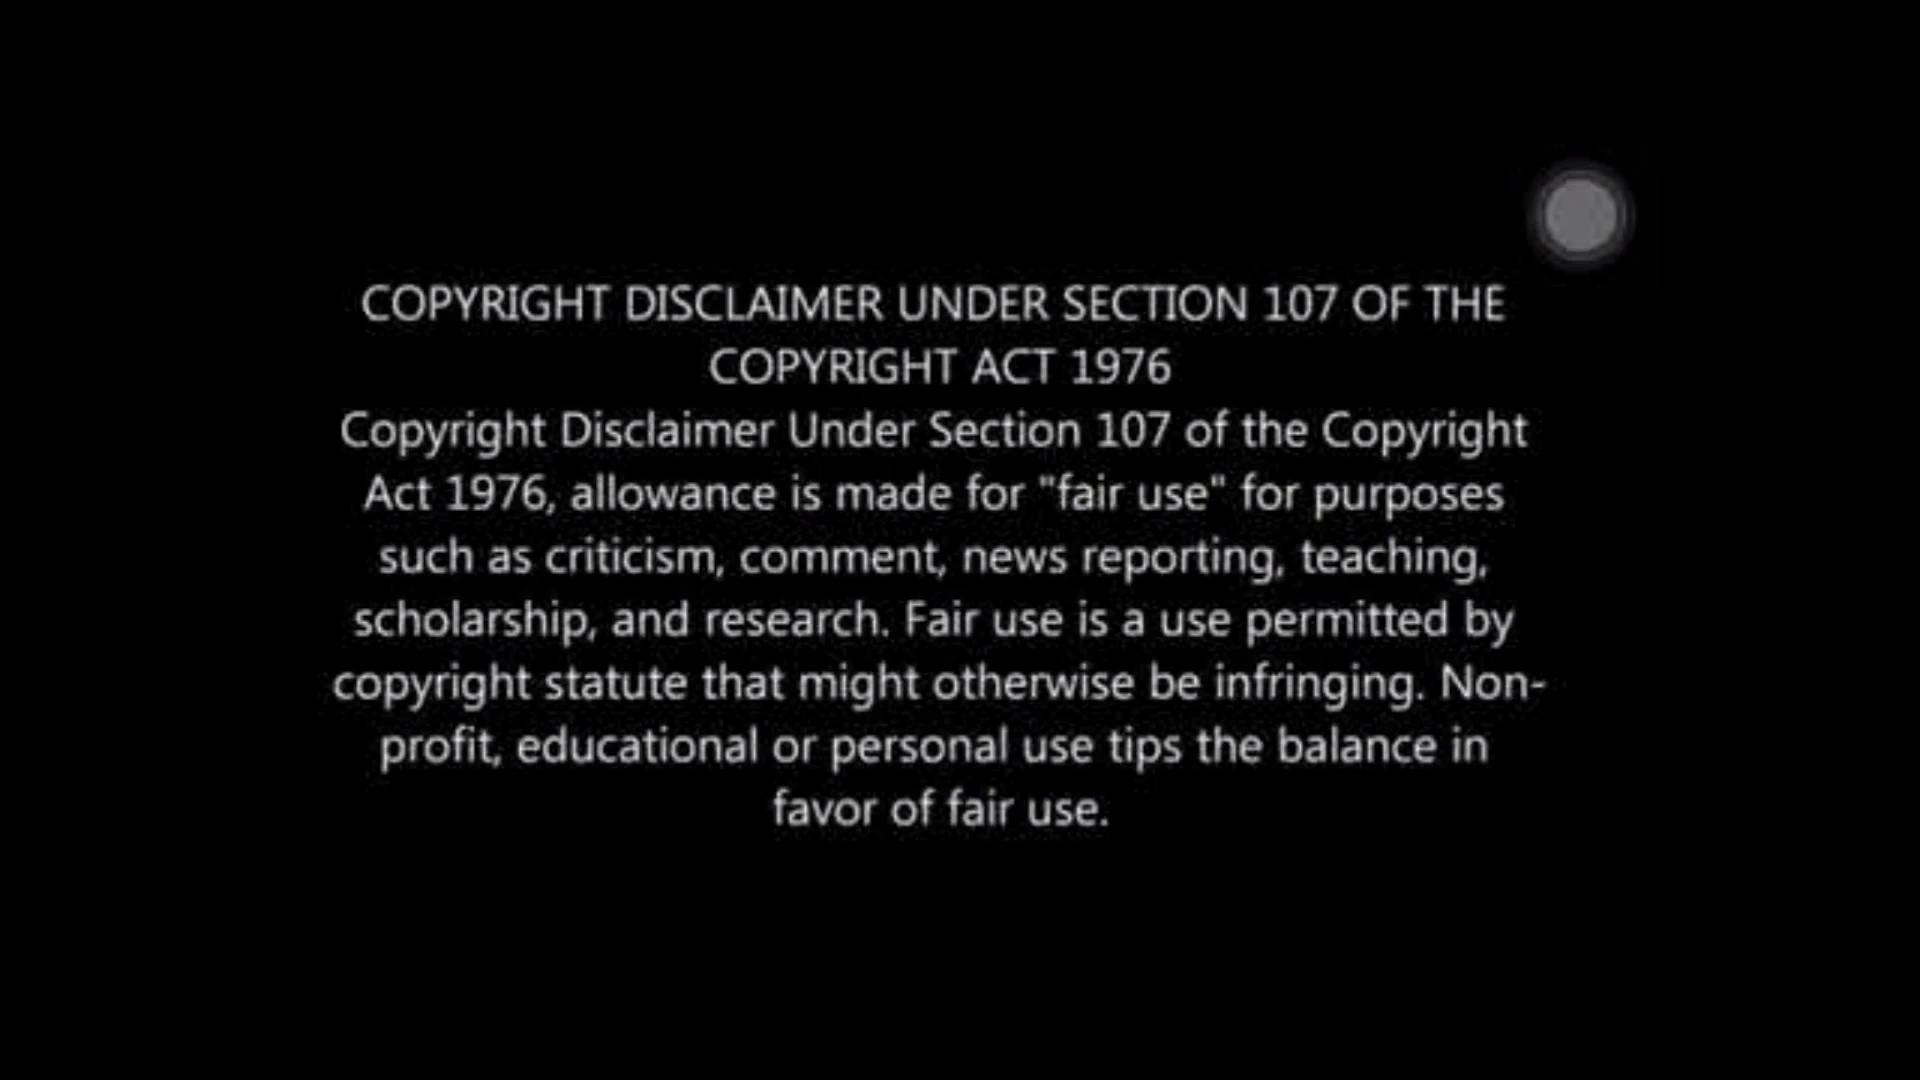 COPYRIGHT DISCLAIMER UNDER SECTION 107 OF THE
COPYRIGHT ACT 1976
Copyright Disclaimer Under Section 107 of the Copyright
Act 1976, allowance is made for "fair use" for purposes
such as criticism, comment, news reporting, teaching,
scholarship, and research. Fair use is a use permitted by
copyright statute that might otherwise be infringing. Non-
profit, educational or personal use tips the balance in
favor of fair use.